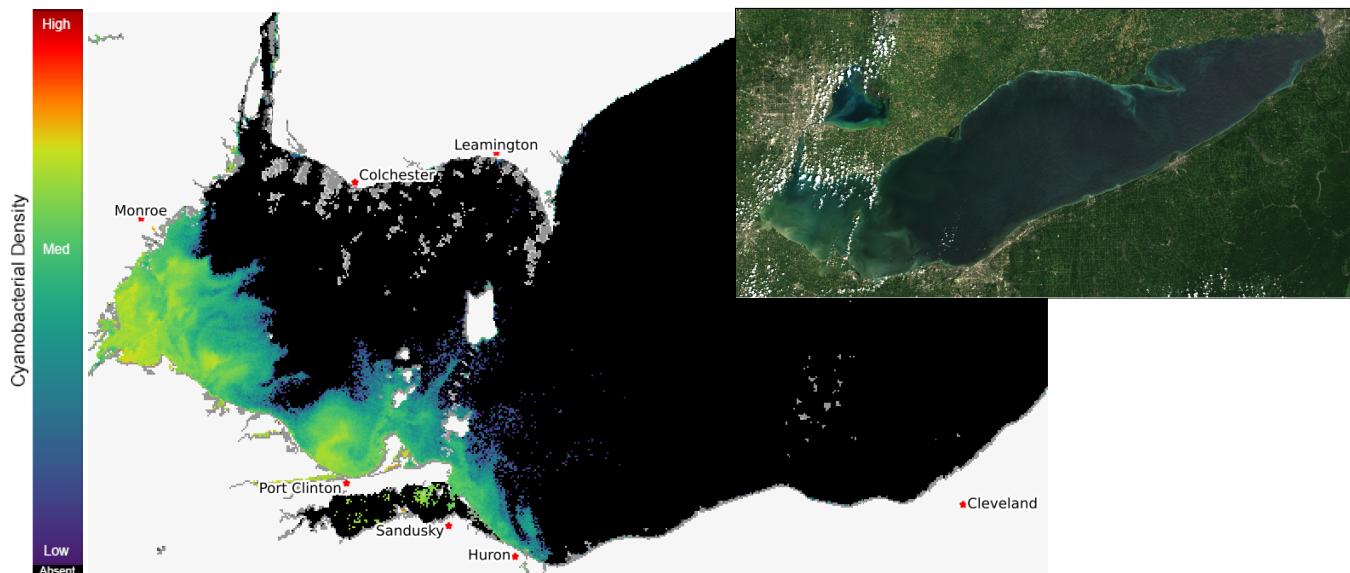 High
Med
Low
Absent
Cyanobacterial Density
Leamington
Colchester
Monroe
Port Clinton
Sandusky
Huron
Cleveland